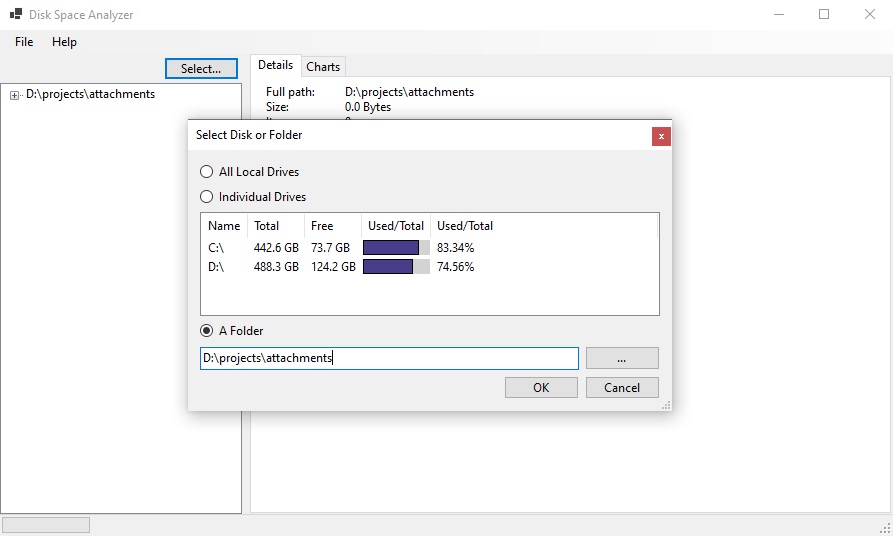 Disk Space Analyzer
File Help
Select...
Details Charts
D:\projects\attachments
Full path: D:\projects\attachments
Size: 0.0 Bytes
Select Disk or Folder
x
All Local Drives
Individual Drives
Name Total Free Used/Total Used/Total
C:\ 442.6 GB 73.7 GB 83.34%
D:\ 488.3 GB 124.2 GB 74.56%
A Folder
D:\projects\attachments
...
OK Cancel